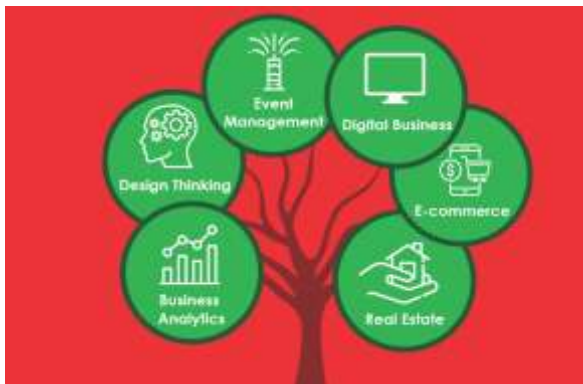 Event
Management
Digital Business
Design Thinking
$
E-commerce
Business
Analytics
Real Estate